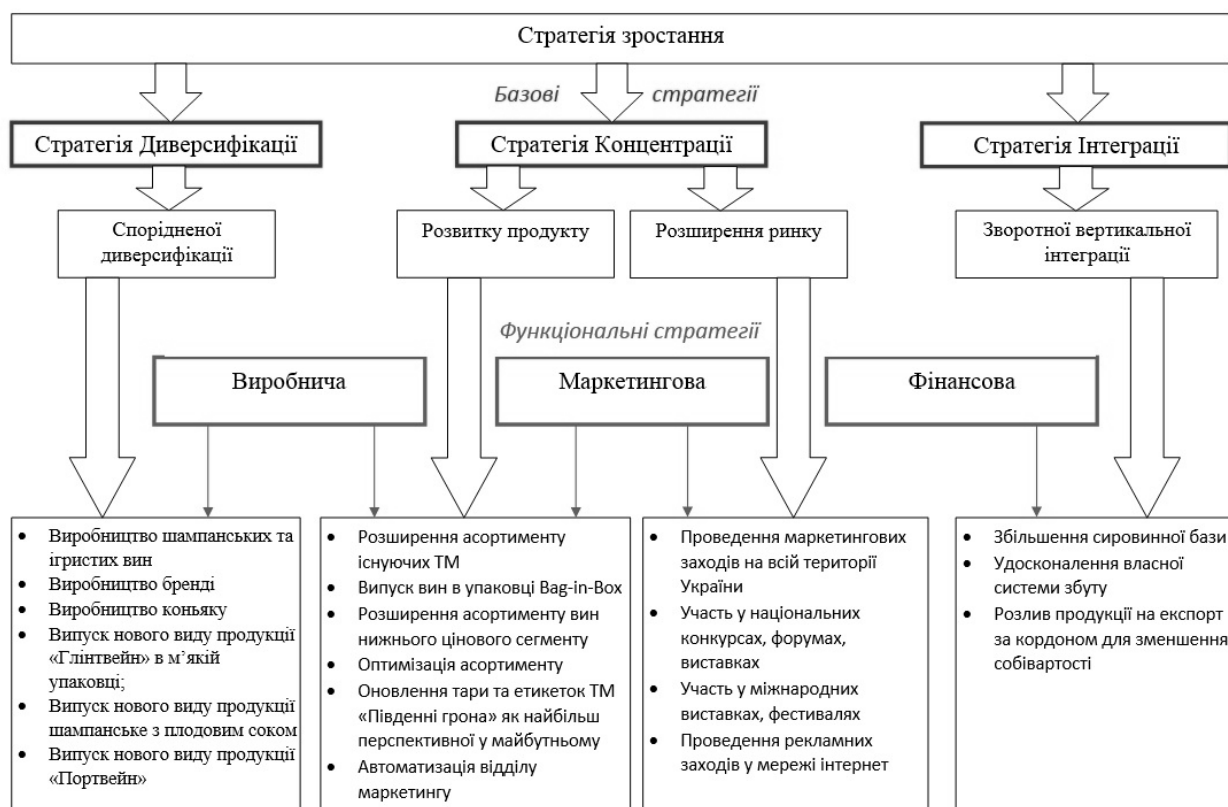 Стратегія зростання
Базові стратегії
Стратегія Диверсифікації
Стратегія Концентрації
Стратегія Інтеграції
Спорідненої
диверсифікації
Розвитку продукту
Розширення ринку
Зворотної вертикальної
інтеграції
Функціональні стратегії
Виробнича
Маркетингова
Фінансова
• Виробництво шампанських та
ігристих вин
• Виробництво бренді
• Виробництво коньяку
• Випуск нового виду продукції
«Глінтвейн» в м’якій
упаковці;
• Випуск нового виду продукції
шампанське з плодовим соком
• Випуск нового виду продукції
«Портвейн»
• Розширення асортименту
існуючих ТМ
• Випуск вин в упаковці Bag-in-Box
• Розширення асортименту вин
нижнього цінового сегменту
• Оптимізація асортименту
• Оновлення тари та етикеток ТМ
«Південні грона» як найбільш
перспективної у майбутньому
• Автоматизація відділу
маркетингу
• Проведення маркетингових
заходів на всій території
України
• Участь у національних
конкурсах, форумах,
виставках
• Участь у міжнародних
виставках, фестивалях
• Проведення рекламних
заходів у мережі інтернет
• Збільшення сировинної бази
• Удосконалення власної
системи збуту
• Розлив продукції на експорт
за кордоном для зменшення
собівартості